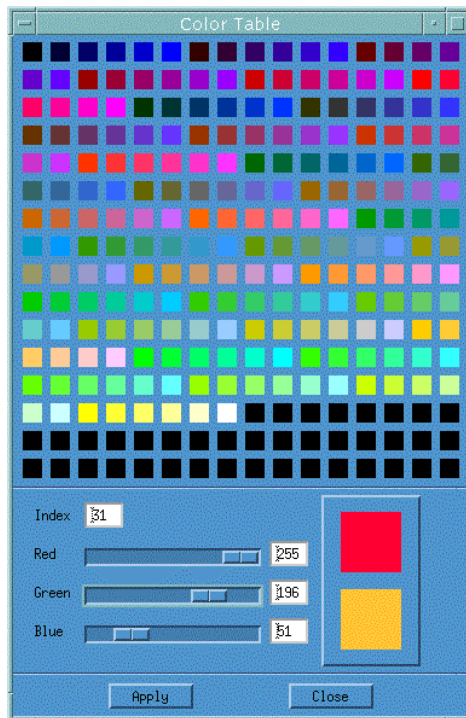 Color Table
Index 31
Red 255
Green 196
Blue 51
Apply Close